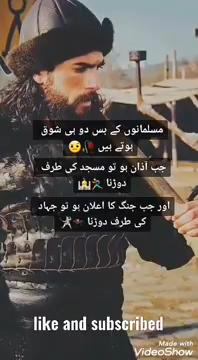 مسلمانوں کے بس دو ہی شوق
ہوتے ہیں 🥀😉
جب آذان ہو تو مسجد کی طرف
دوڑنا 🏃🕌
اور جب جنگ کا اعلان ہو تو جہاد
کی طرف دوڑنا
like and subscribed
Made with
VideoShow